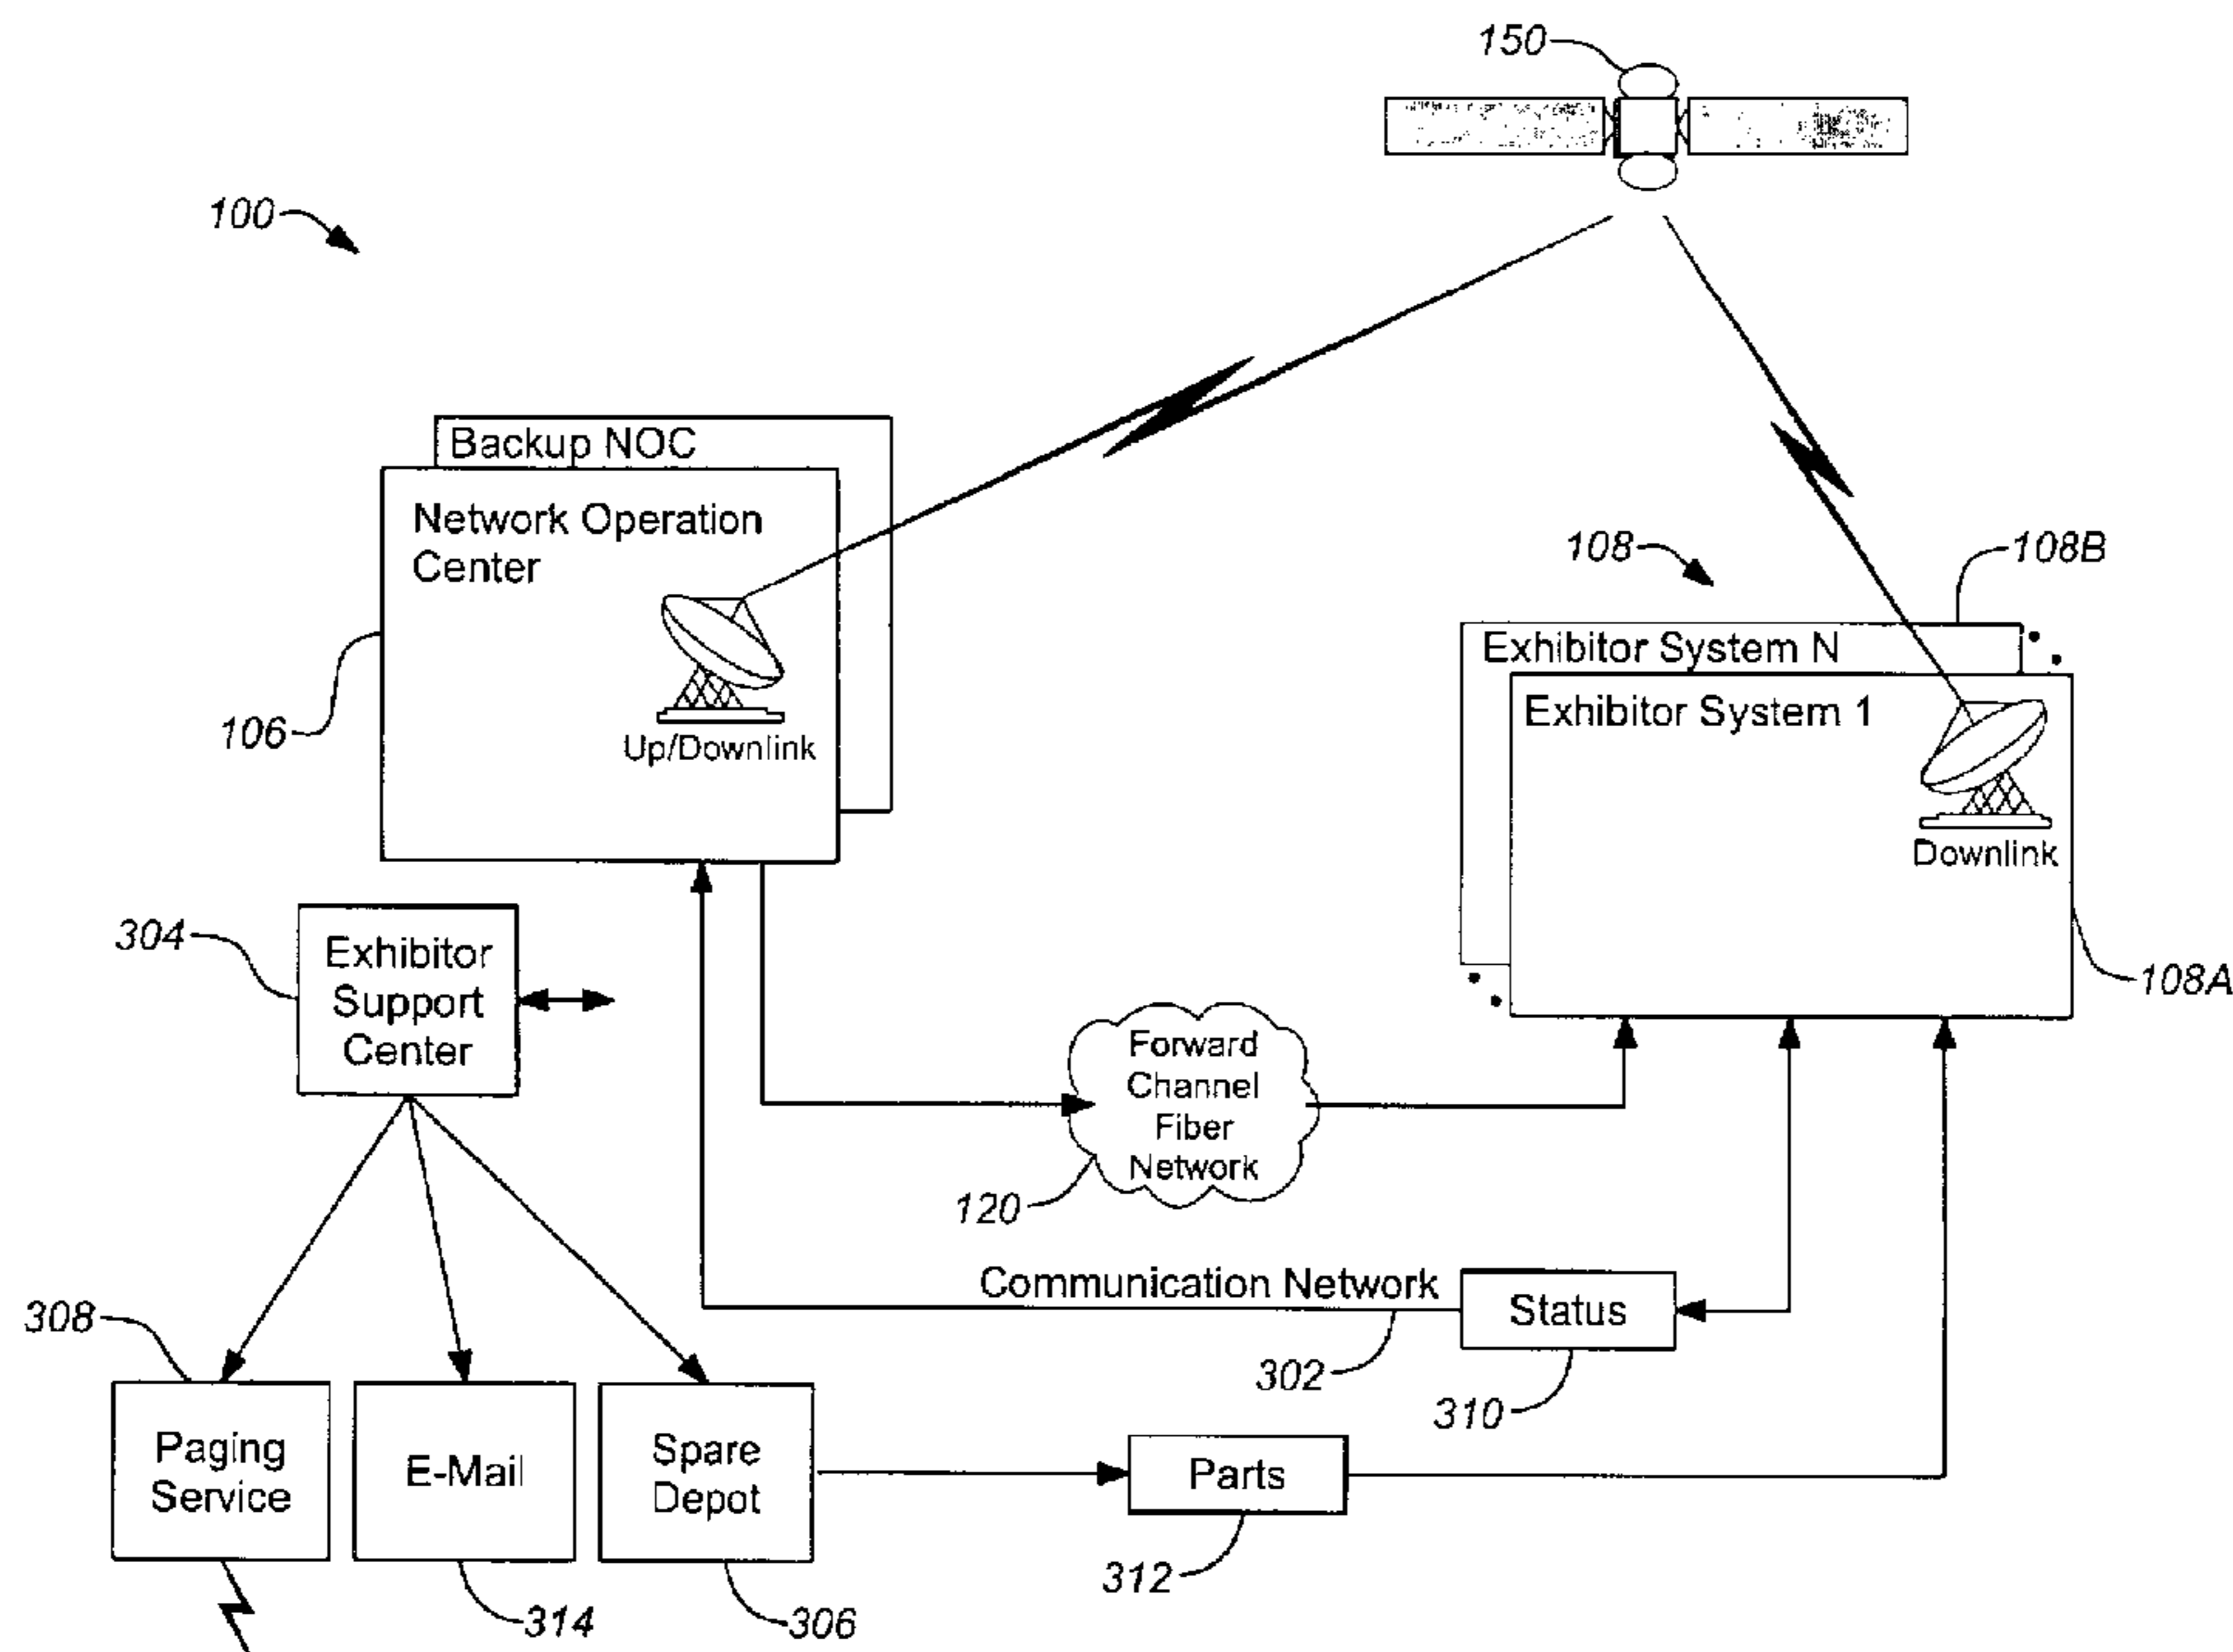 150
100
Backup NOC
Network Operation
Center
Up/Downlink
106
108
108B
Exhibitor System N
Exhibitor System 1
Downlink
108A
304
Exhibitor
Support
Center
Forward
Channel
Fiber
Network
120
Communication Network
302
Status
310
308
Paging
Service
E-Mail
314
Spare
Depot
306
Parts
312